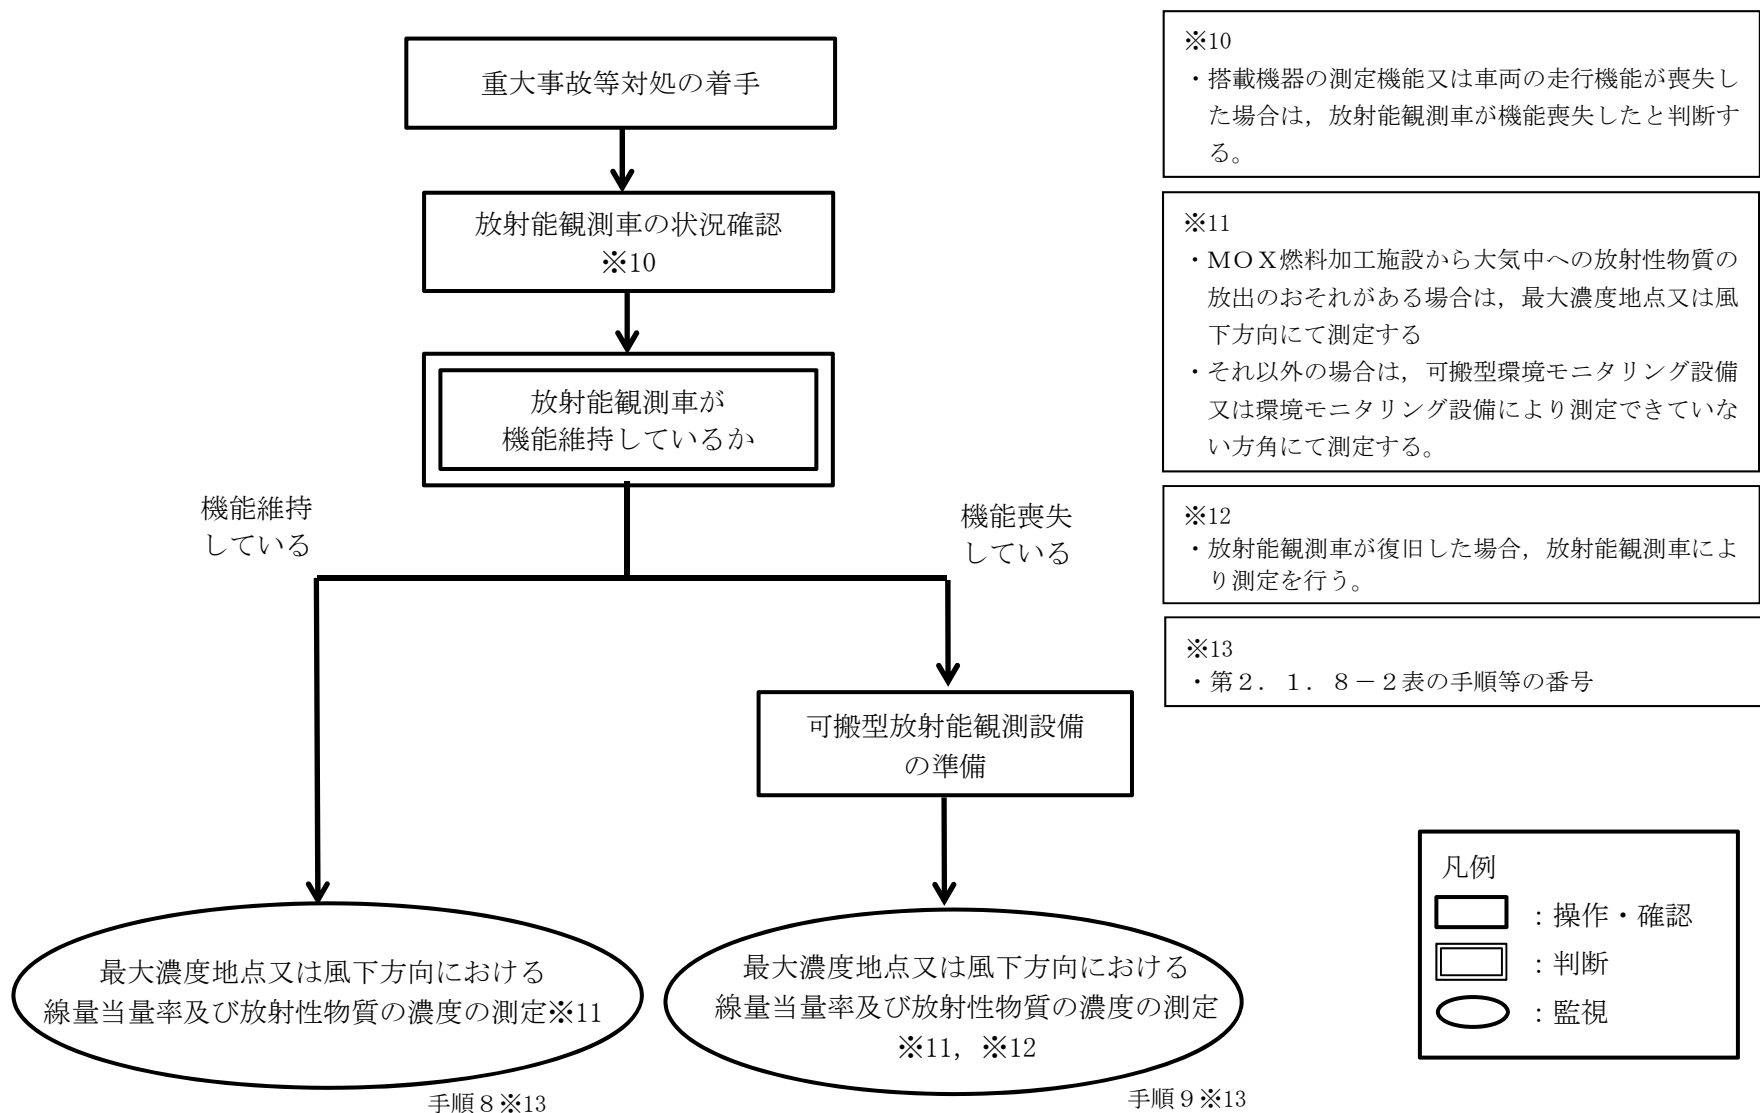 重大事故等対処の着手
放射能観測車の状況確認
※10
放射能観測車が
機能維持しているか
機能維持
している
機能喪失
している
可搬型放射能観測設備
の準備
最大濃度地点又は風下方向における
線量当量率及び放射性物質の濃度の測定※11
手順８※13
最大濃度地点又は風下方向における
線量当量率及び放射性物質の濃度の測定
※11，※12
手順９※13
※10
・搭載機器の測定機能又は車両の走行機能が喪失し
た場合は，放射能観測車が機能喪失したと判断す
る。
※11
・ＭＯＸ燃料加工施設から大気中への放射性物質の
放出のおそれがある場合は，最大濃度地点又は風
下方向にて測定する
・それ以外の場合は，可搬型環境モニタリング設備
又は環境モニタリング設備により測定できていな
い方角にて測定する。
※12
・放射能観測車が復旧した場合，放射能観測車によ
り測定を行う。
※13
・第２．１．８－２表の手順等の番号
凡例
：操作・確認
：判断
：監視